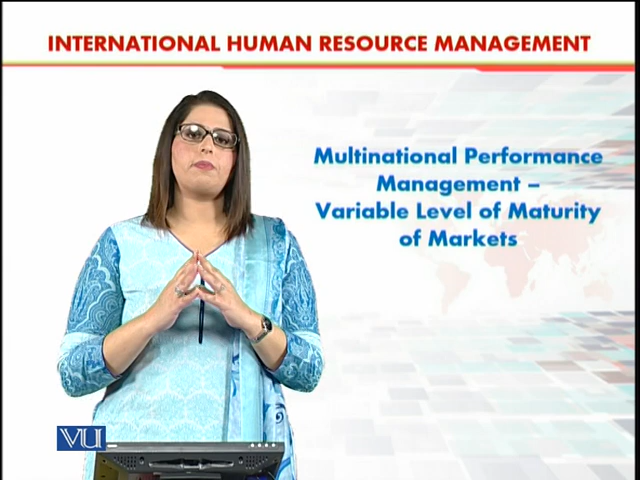 INTERNATIONAL HUMAN RESOURCE MANAGEMENT
Multinational Performance
Management –
Variable Level of Maturity
of Markets
VU